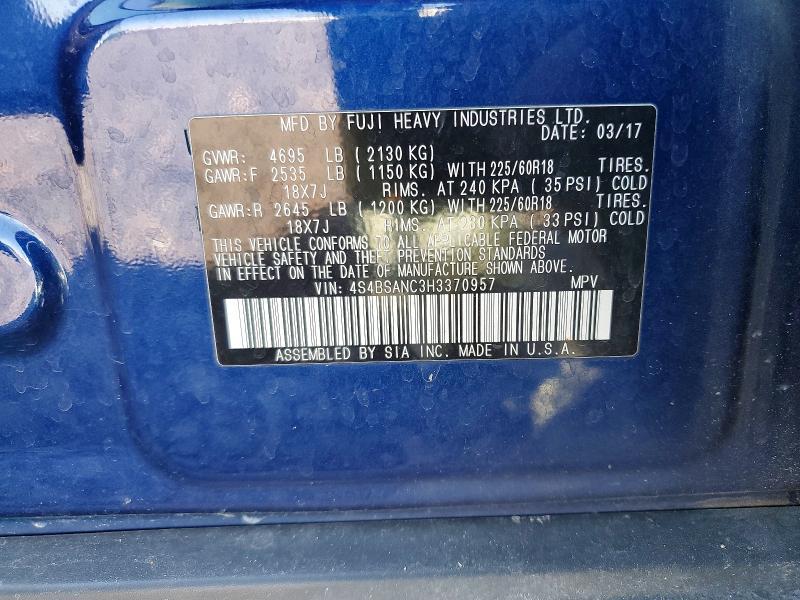 MFD BY FUJI HEAVY INDUSTRIES LTD.
DATE: 03/17
GVWR: 4695 LB ( 2130 KG)
GAWR:F 2535 LB ( 1150 KG) WITH 225/60R18 TIRES.
18X7J RIMS. AT 240 KPA ( 35 PSI) COLD
GAWR:R 2645 LB ( 1200 KG) WITH 225/60R18 TIRES.
18X7J RIMS. AT 230 KPA ( 33 PSI) COLD
THIS VEHICLE CONFORMS TO ALL APPLICABLE FEDERAL MOTOR
VEHICLE SAFETY AND THEFT PREVENTION STANDARDS
IN EFFECT ON THE DATE OF MANUFACTURE SHOWN ABOVE.
VIN: 4S4BSANC3H3370957 MPV
ASSEMBLED BY SIA INC. MADE IN U.S.A.